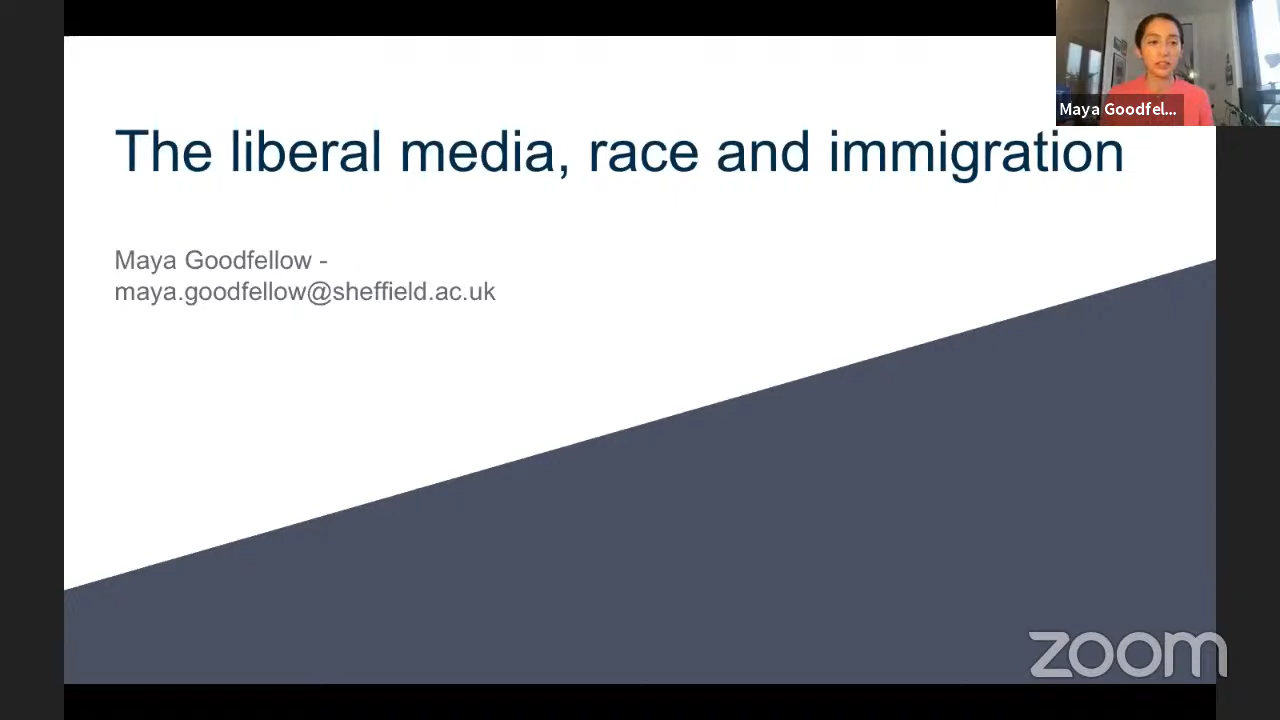 Maya Goodfel...
The liberal media, race and immigration
Maya Goodfellow -
maya.goodfellow@sheffield.ac.uk
zoom